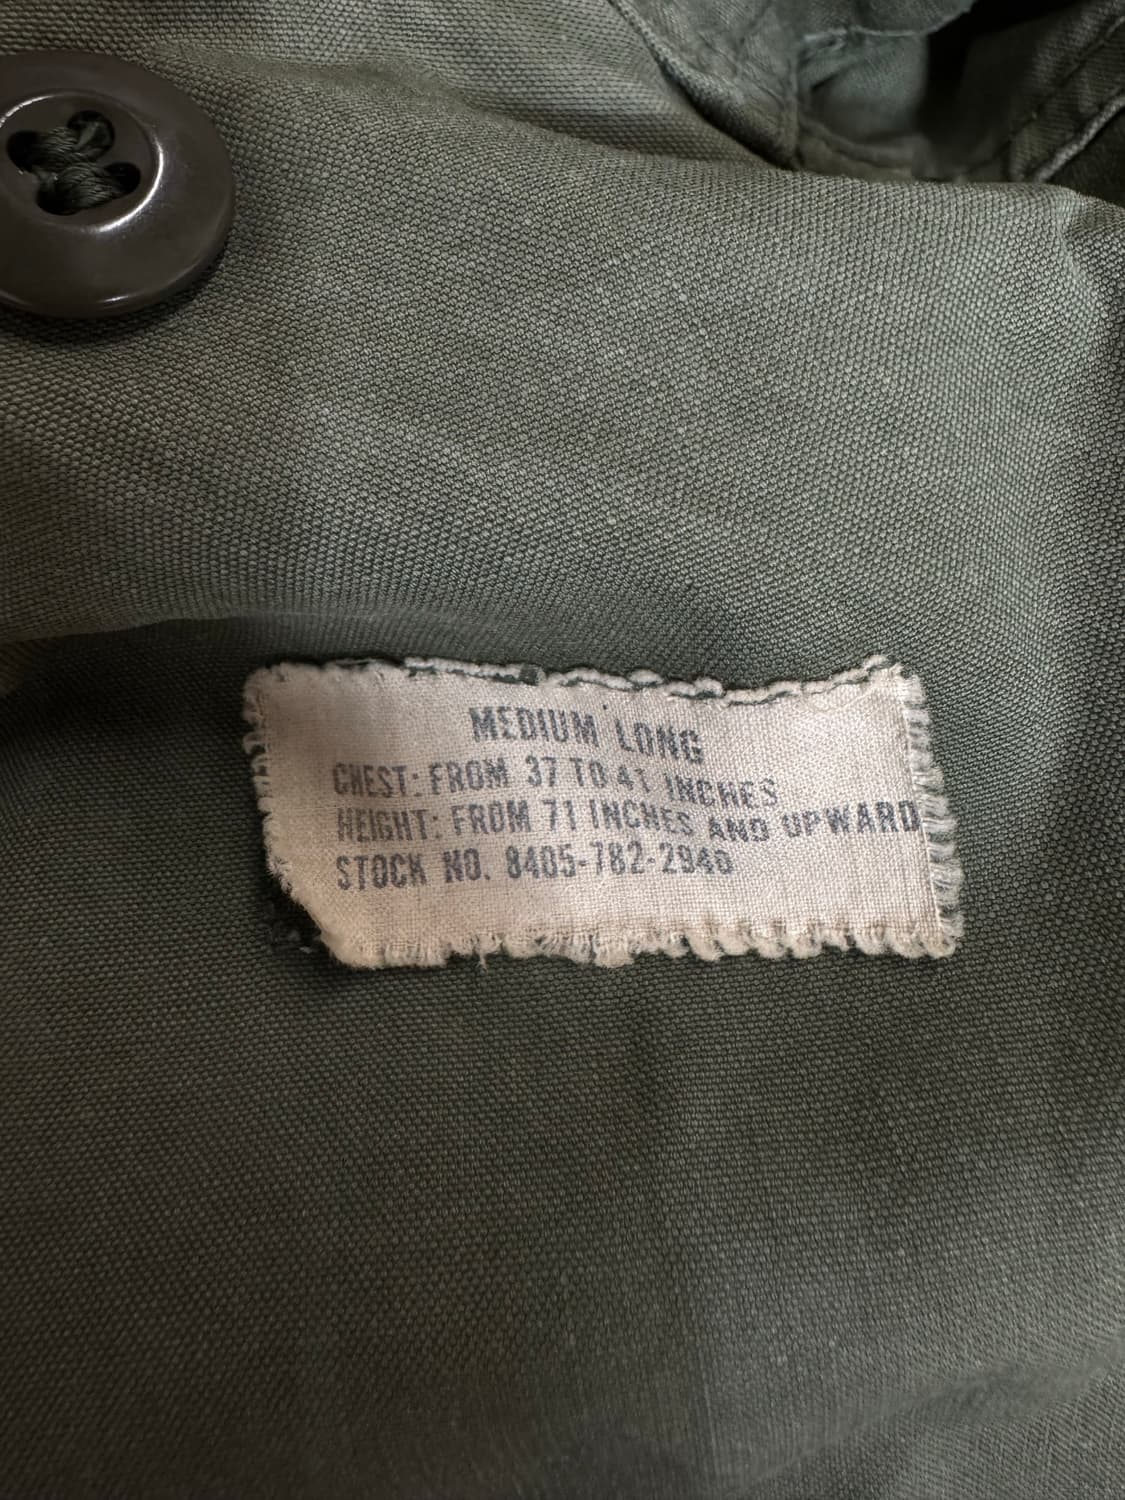 MEDIUM LONG
CHEST: FROM 37 TO 41 INCHES
HEIGHT: FROM 71 INCHES AND UPWARD
STOCK NO. 8405-782-2940